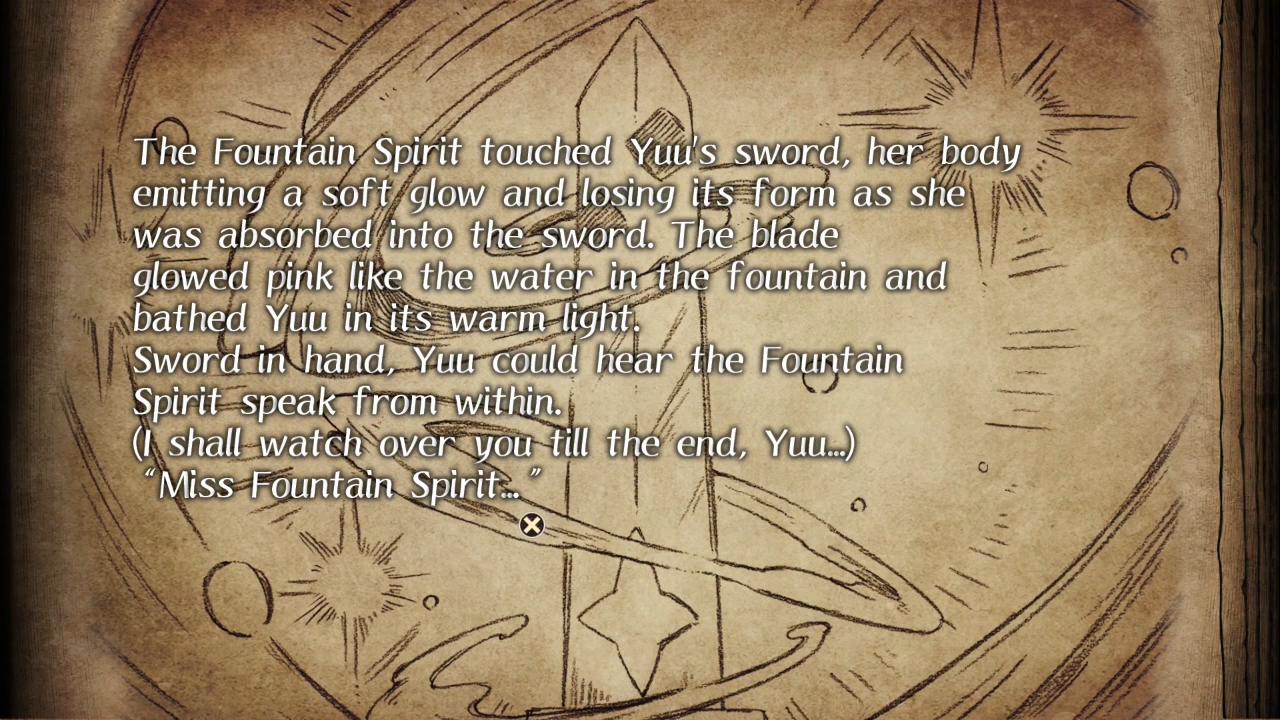 The Fountain Spirit touched Yuu's sword, her body
emitting a soft glow and losing its form as she
was absorbed into the sword. The blade
glowed pink like the water in the fountain and
bathed Yuu in its warm light.
Sword in hand, Yuu could hear the Fountain
Spirit speak from within.
(I shall watch over you till the end, Yuu...)
“Miss Fountain Spirit...”